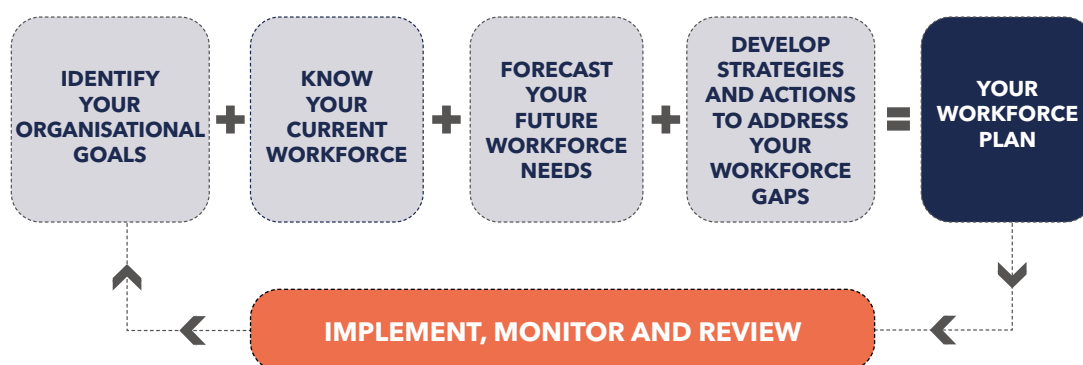 IDENTIFY
YOUR
ORGANISATIONAL
GOALS
+
KNOW
YOUR
CURRENT
WORKFORCE
+
FORECAST
YOUR
FUTURE
WORKFORCE
NEEDS
+
DEVELOP
STRATEGIES
AND ACTIONS
TO ADDRESS
YOUR
WORKFORCE
GAPS
=
YOUR
WORKFORCE
PLAN
IMPLEMENT, MONITOR AND REVIEW